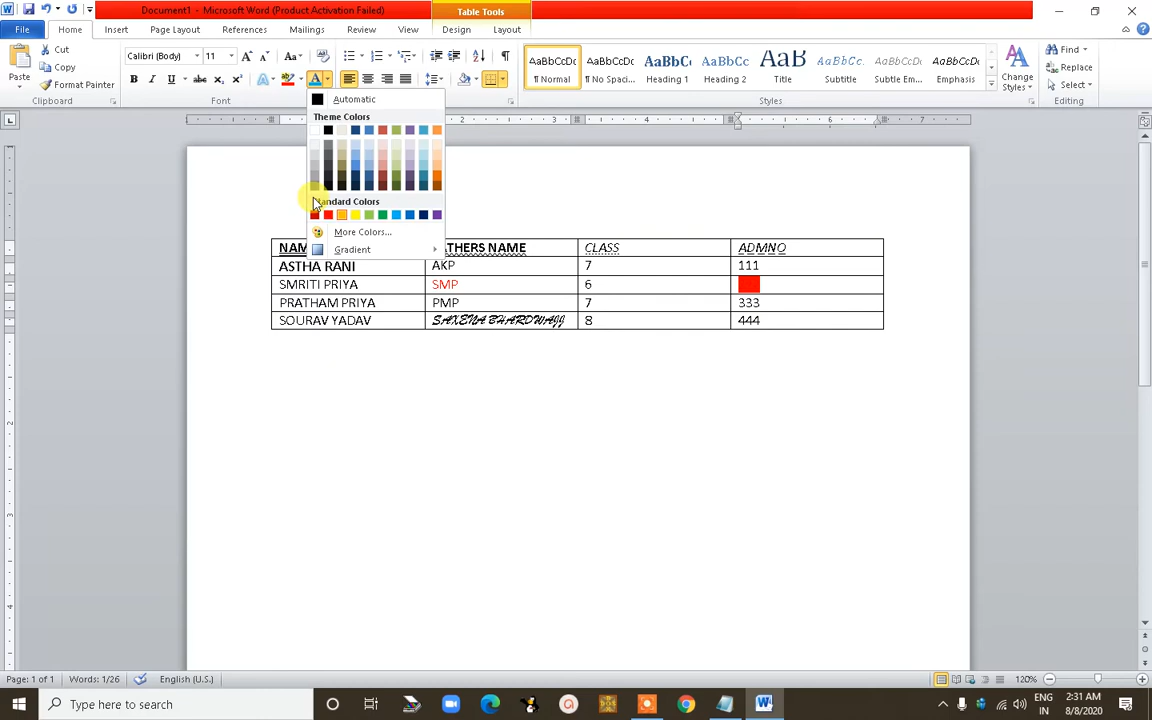 Document1 - Microsoft Word (Product Activation Failed)
Table Tools
File Home Insert Page Layout References Mailings Review View Design Layout
Paste
Cut
Copy
Format Painter
Clipboard
Calibri (Body) 11
Font
Styles
AaBbCcDc
¶ Normal
AaBbCcDc
¶ No Spaci...
AaBbCc
Heading 1
AaBbCc
Heading 2
AaB
Title
AaBbCc.
Subtitle
AaBbCcDc
Subtle Em...
AaBbCcDc
Emphasis
Change
Styles
Find
Replace
Select
Editing
Automatic
Theme Colors
More Colors...
Gradient
CLASS ADMNO
ASTHA RANI AKP 7 111
SMRITI PRIYA SMP 6
PRATHAM PRIYA PMP 7 333
SOURAV YADAV SAXENA BHARDWAJJ 8 444
Page: 1 of 1 Words: 1/26 English (U.S.) 120%
Type here to search
ENG
IN
2:31 AM
8/8/2020